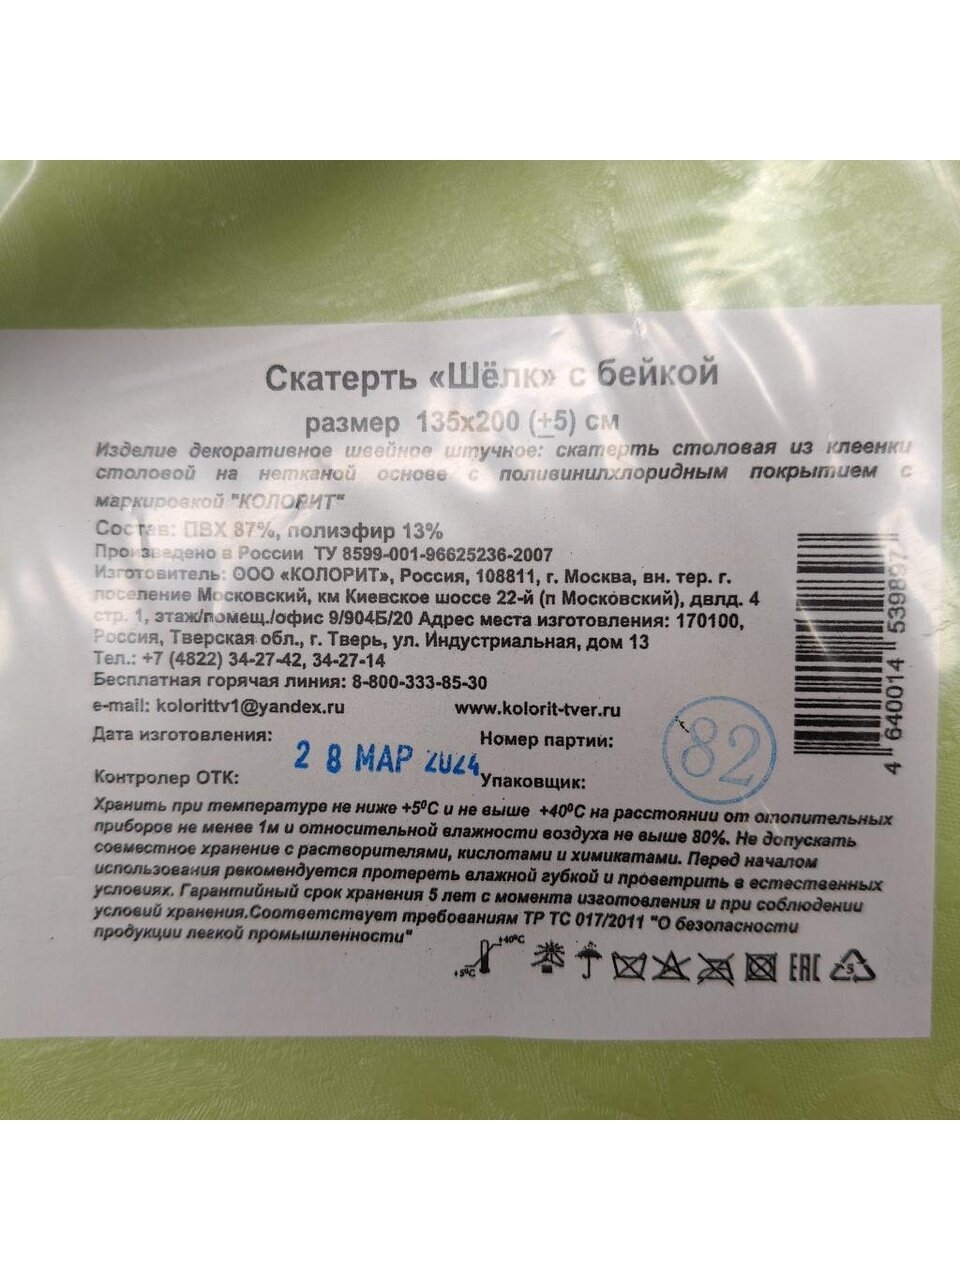 Скатерть «Шёлк» с бейкой
размер 135х200 (±5) см
Изделие декоративное швейное штучное: скатерть столовая из клеенки
столовой на нетканой основе с поливинилхлоридным покрытием с
маркировкой "КОЛОРИТ"
Состав: ПВХ 87%, полиэфир 13%
Произведено в России ТУ 8599-001-96625236-2007
Изготовитель: ООО «КОЛОРИТ», Россия, 108811, г. Москва, вн. тер. г.
поселение Московский, км Киевское шоссе 22-й (п Московский), двлд. 4
стр. 1, этаж/помещ./офис 9/904Б/20 Адрес места изготовления: 170100,
Россия, Тверская обл., г. Тверь, ул. Индустриальная, дом 13
Тел.: +7 (4822) 34-27-42, 34-27-14
Бесплатная горячая линия: 8-800-333-85-30
e-mail: kolorittv1@yandex.ru www.kolorit-tver.ru
Дата изготовления: 28 МАР 2024 Номер партии: 82
Контролер ОТК: Упаковщик:
Хранить при температуре не ниже +5⁰С и не выше +40⁰С на расстоянии от отопительных
приборов не менее 1м и относительной влажности воздуха не выше 80%. Не допускать
совместное хранение с растворителями, кислотами и химикатами. Перед началом
использования рекомендуется протереть влажной губкой и проветрить в естественных
условиях. Гарантийный срок хранения 5 лет с момента изготовления и при соблюдении
условий хранения.Соответствует требованиям ТР ТС 017/2011 "О безопасности
продукции легкой промышленности"
+5⁰С +40⁰С EAC 3
4 640014 539897